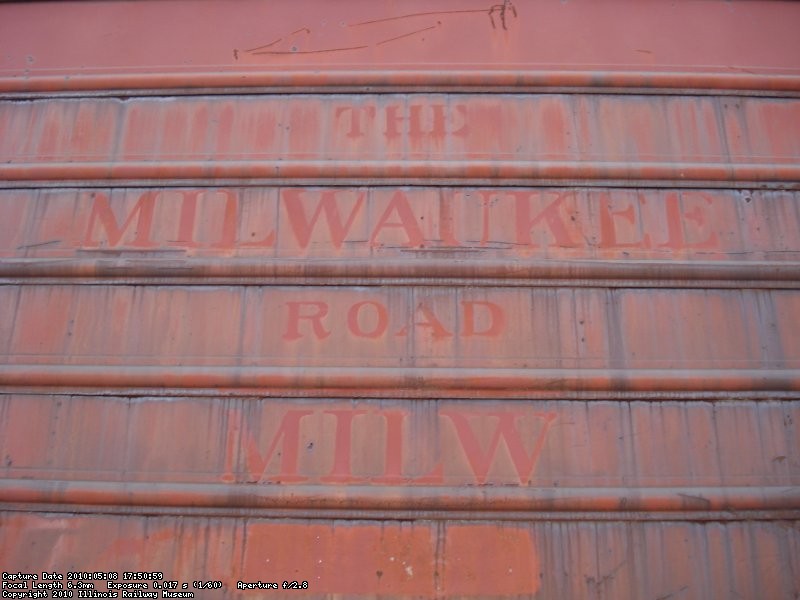 THE
MILWAUKEE
ROAD
MILW
Capture Date 2010:05:08 17:50:59
Focal Length 6.3mm Exposure 0.017 s (1/60) Aperture f/2.8
Copyright 2010 Illinois Railway Museum